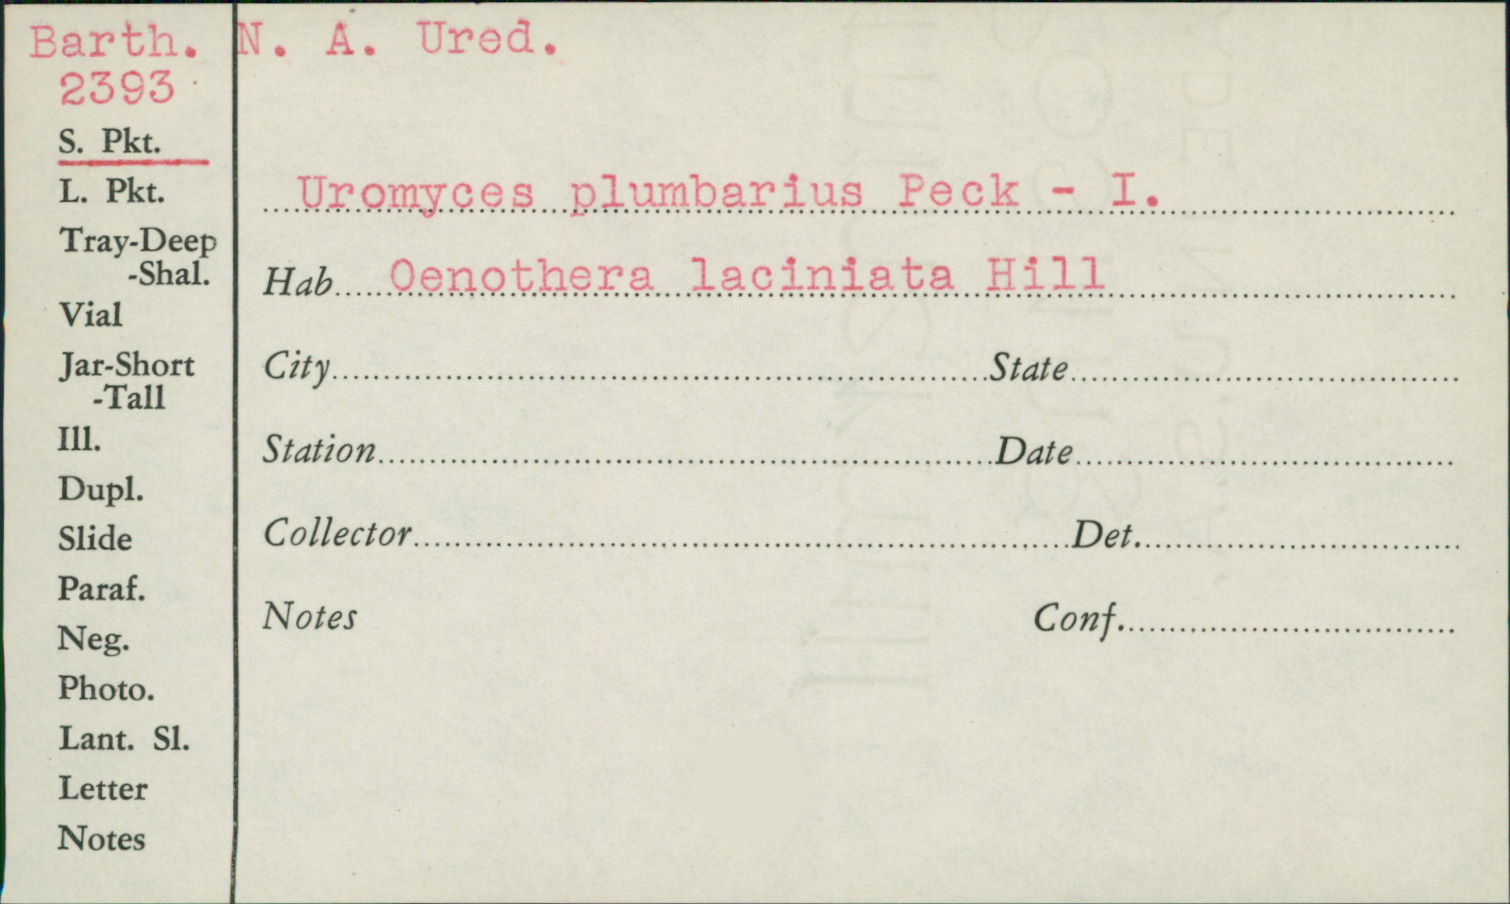 Barth. N. A. Ured.
2393
S. Pkt.
L. Pkt.
Tray-Deep
-Shal.
Vial
Jar-Short
-Tall
Ill.
Dupl.
Slide
Paraf.
Neg.
Photo.
Lant. Sl.
Letter
Notes
Uromyces plumbarius Peck - I.
Hab. Oenothera laciniata Hill
City State
Station Date
Collector Det.
Notes Conf.